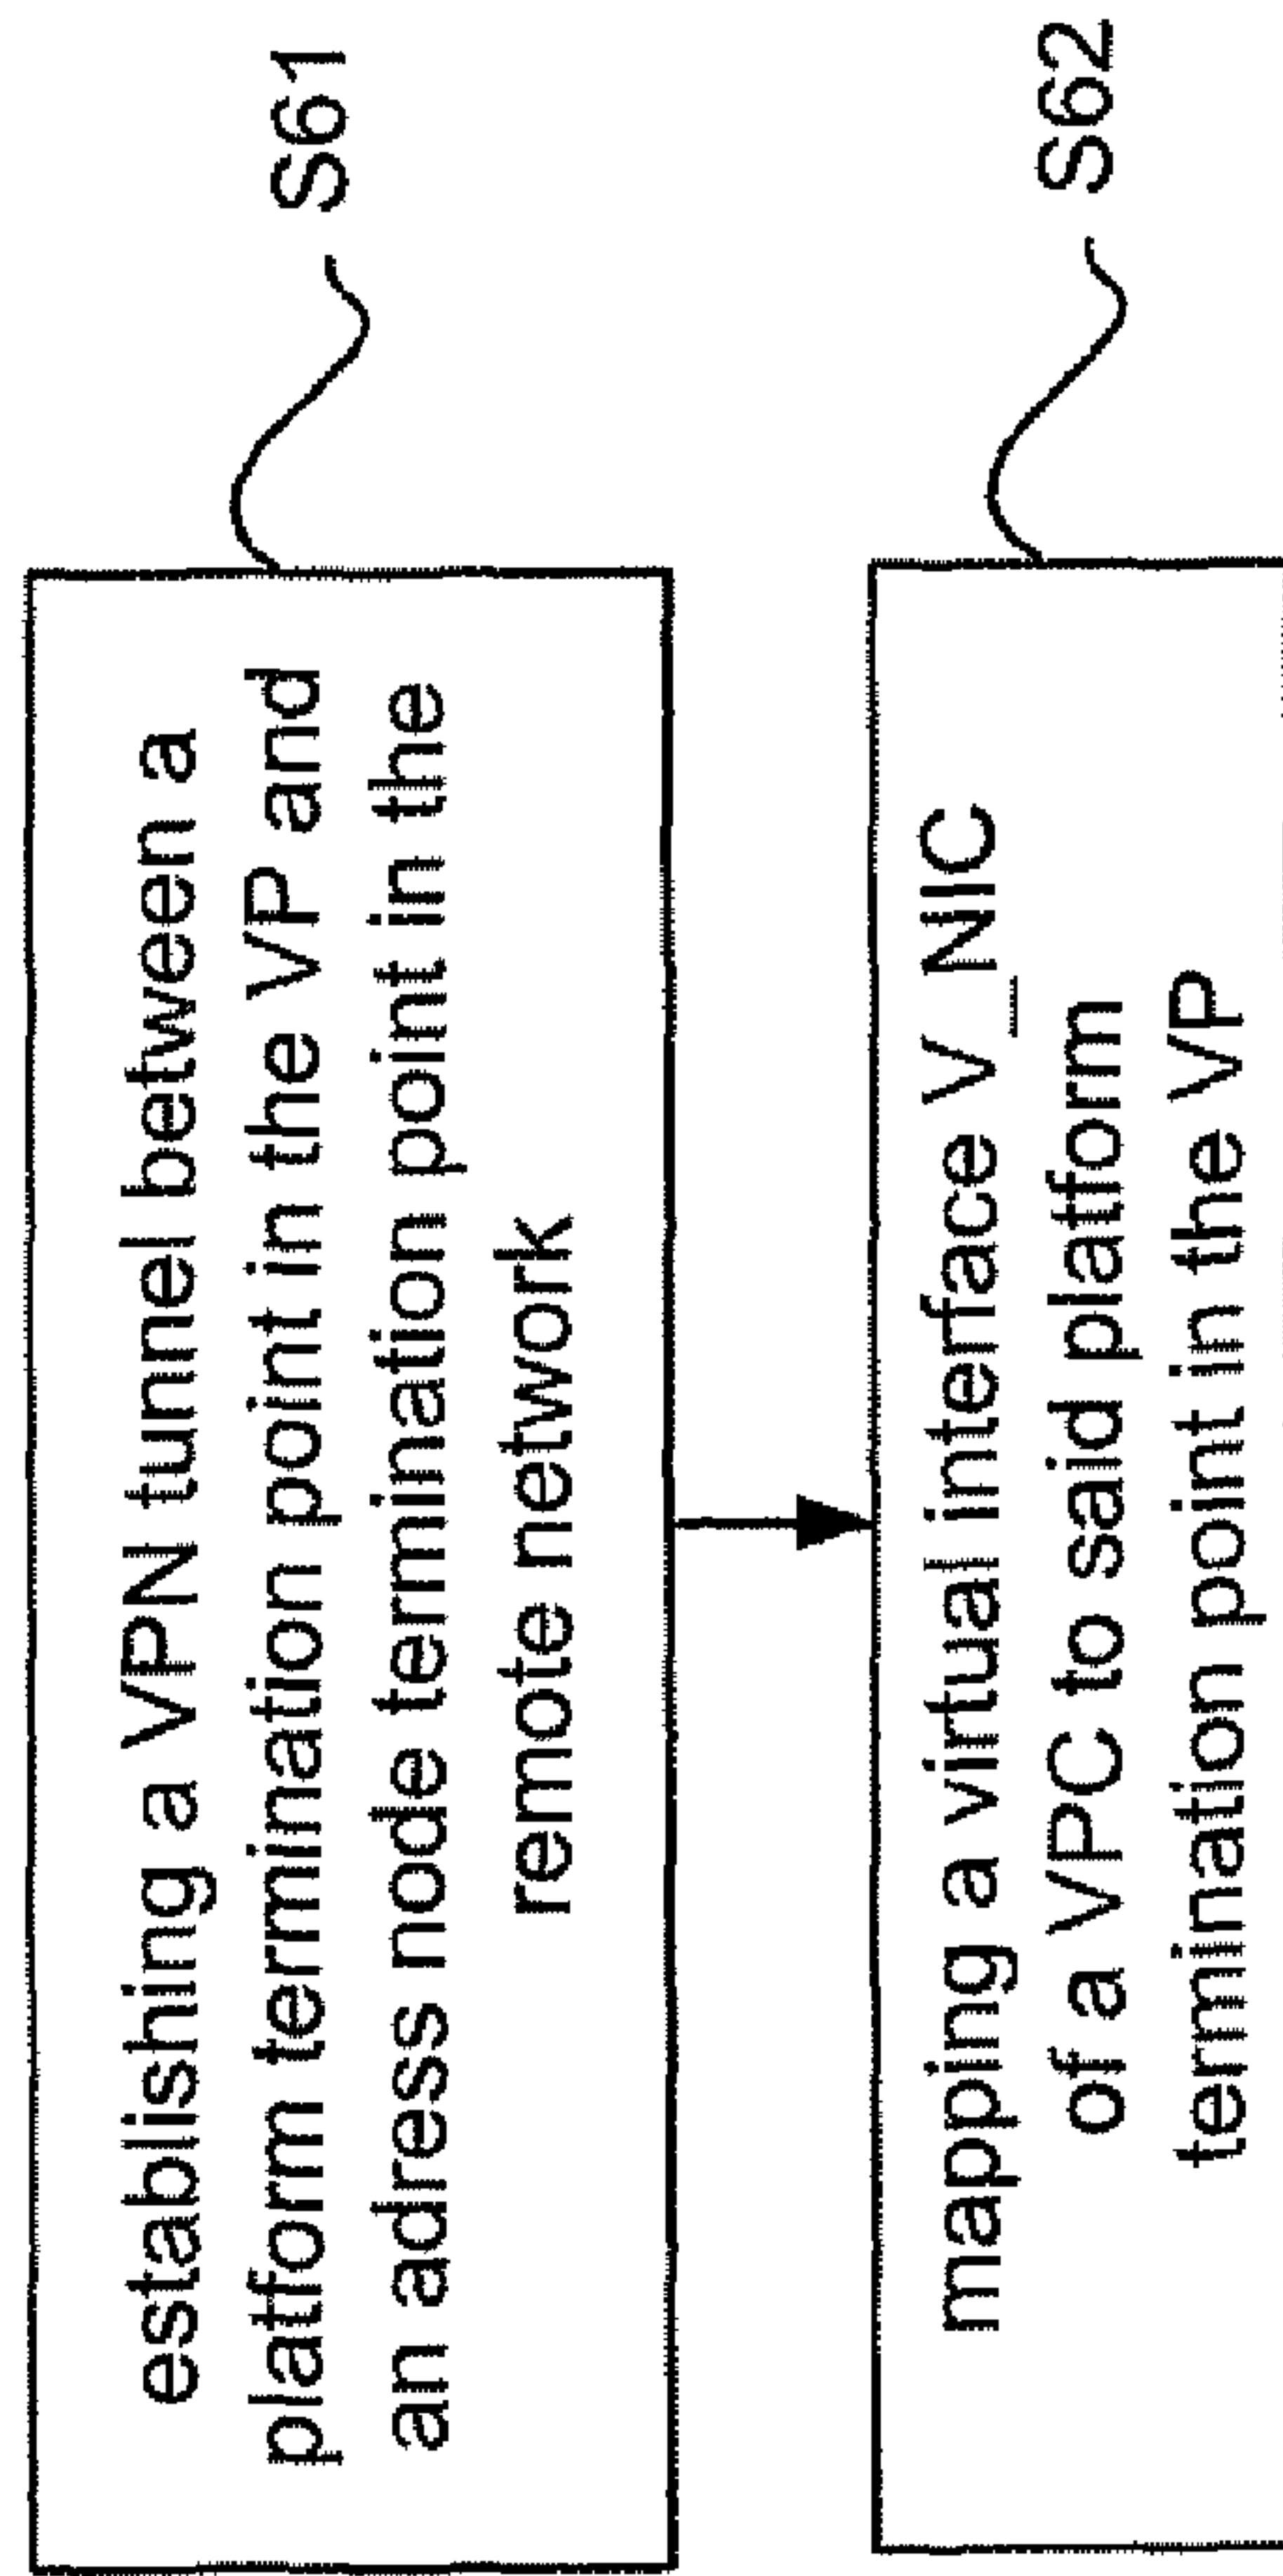 establishing a VPN tunnel between a
platform termination point in the VP and
an adress node termination point in the
remote network
S61
mapping a virtual interface V_NIC
of a VPC to said platform
termination point in the VP
S62